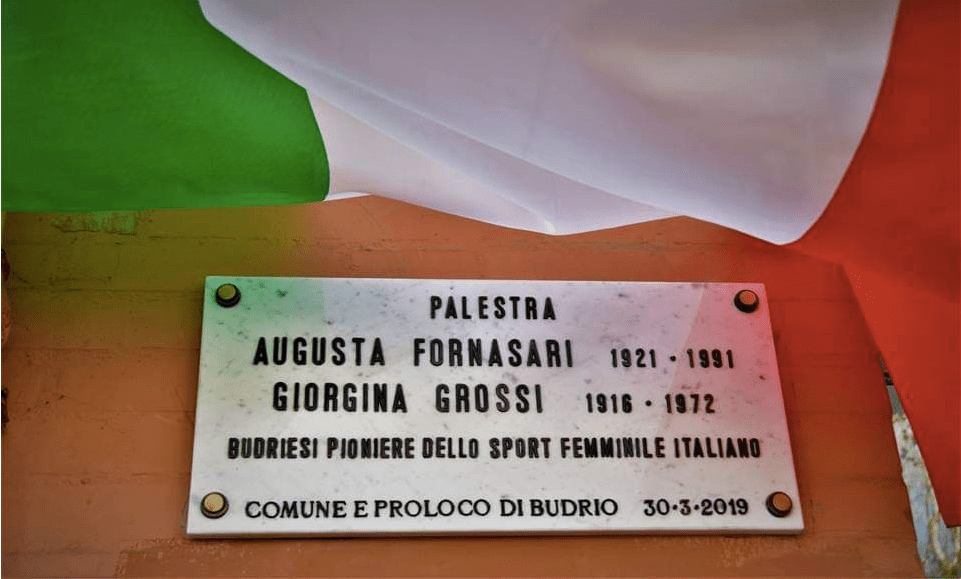 PALESTRA
AUGUSTA FORNASARI 1921 · 1991
GIORGINA GROSSI 1916 · 1972
BUDRIESI PIONIERE DELLO SPORT FEMMINILE ITALIANO
COMUNE E PROLOCO DI BUDRIO 30·3·2019